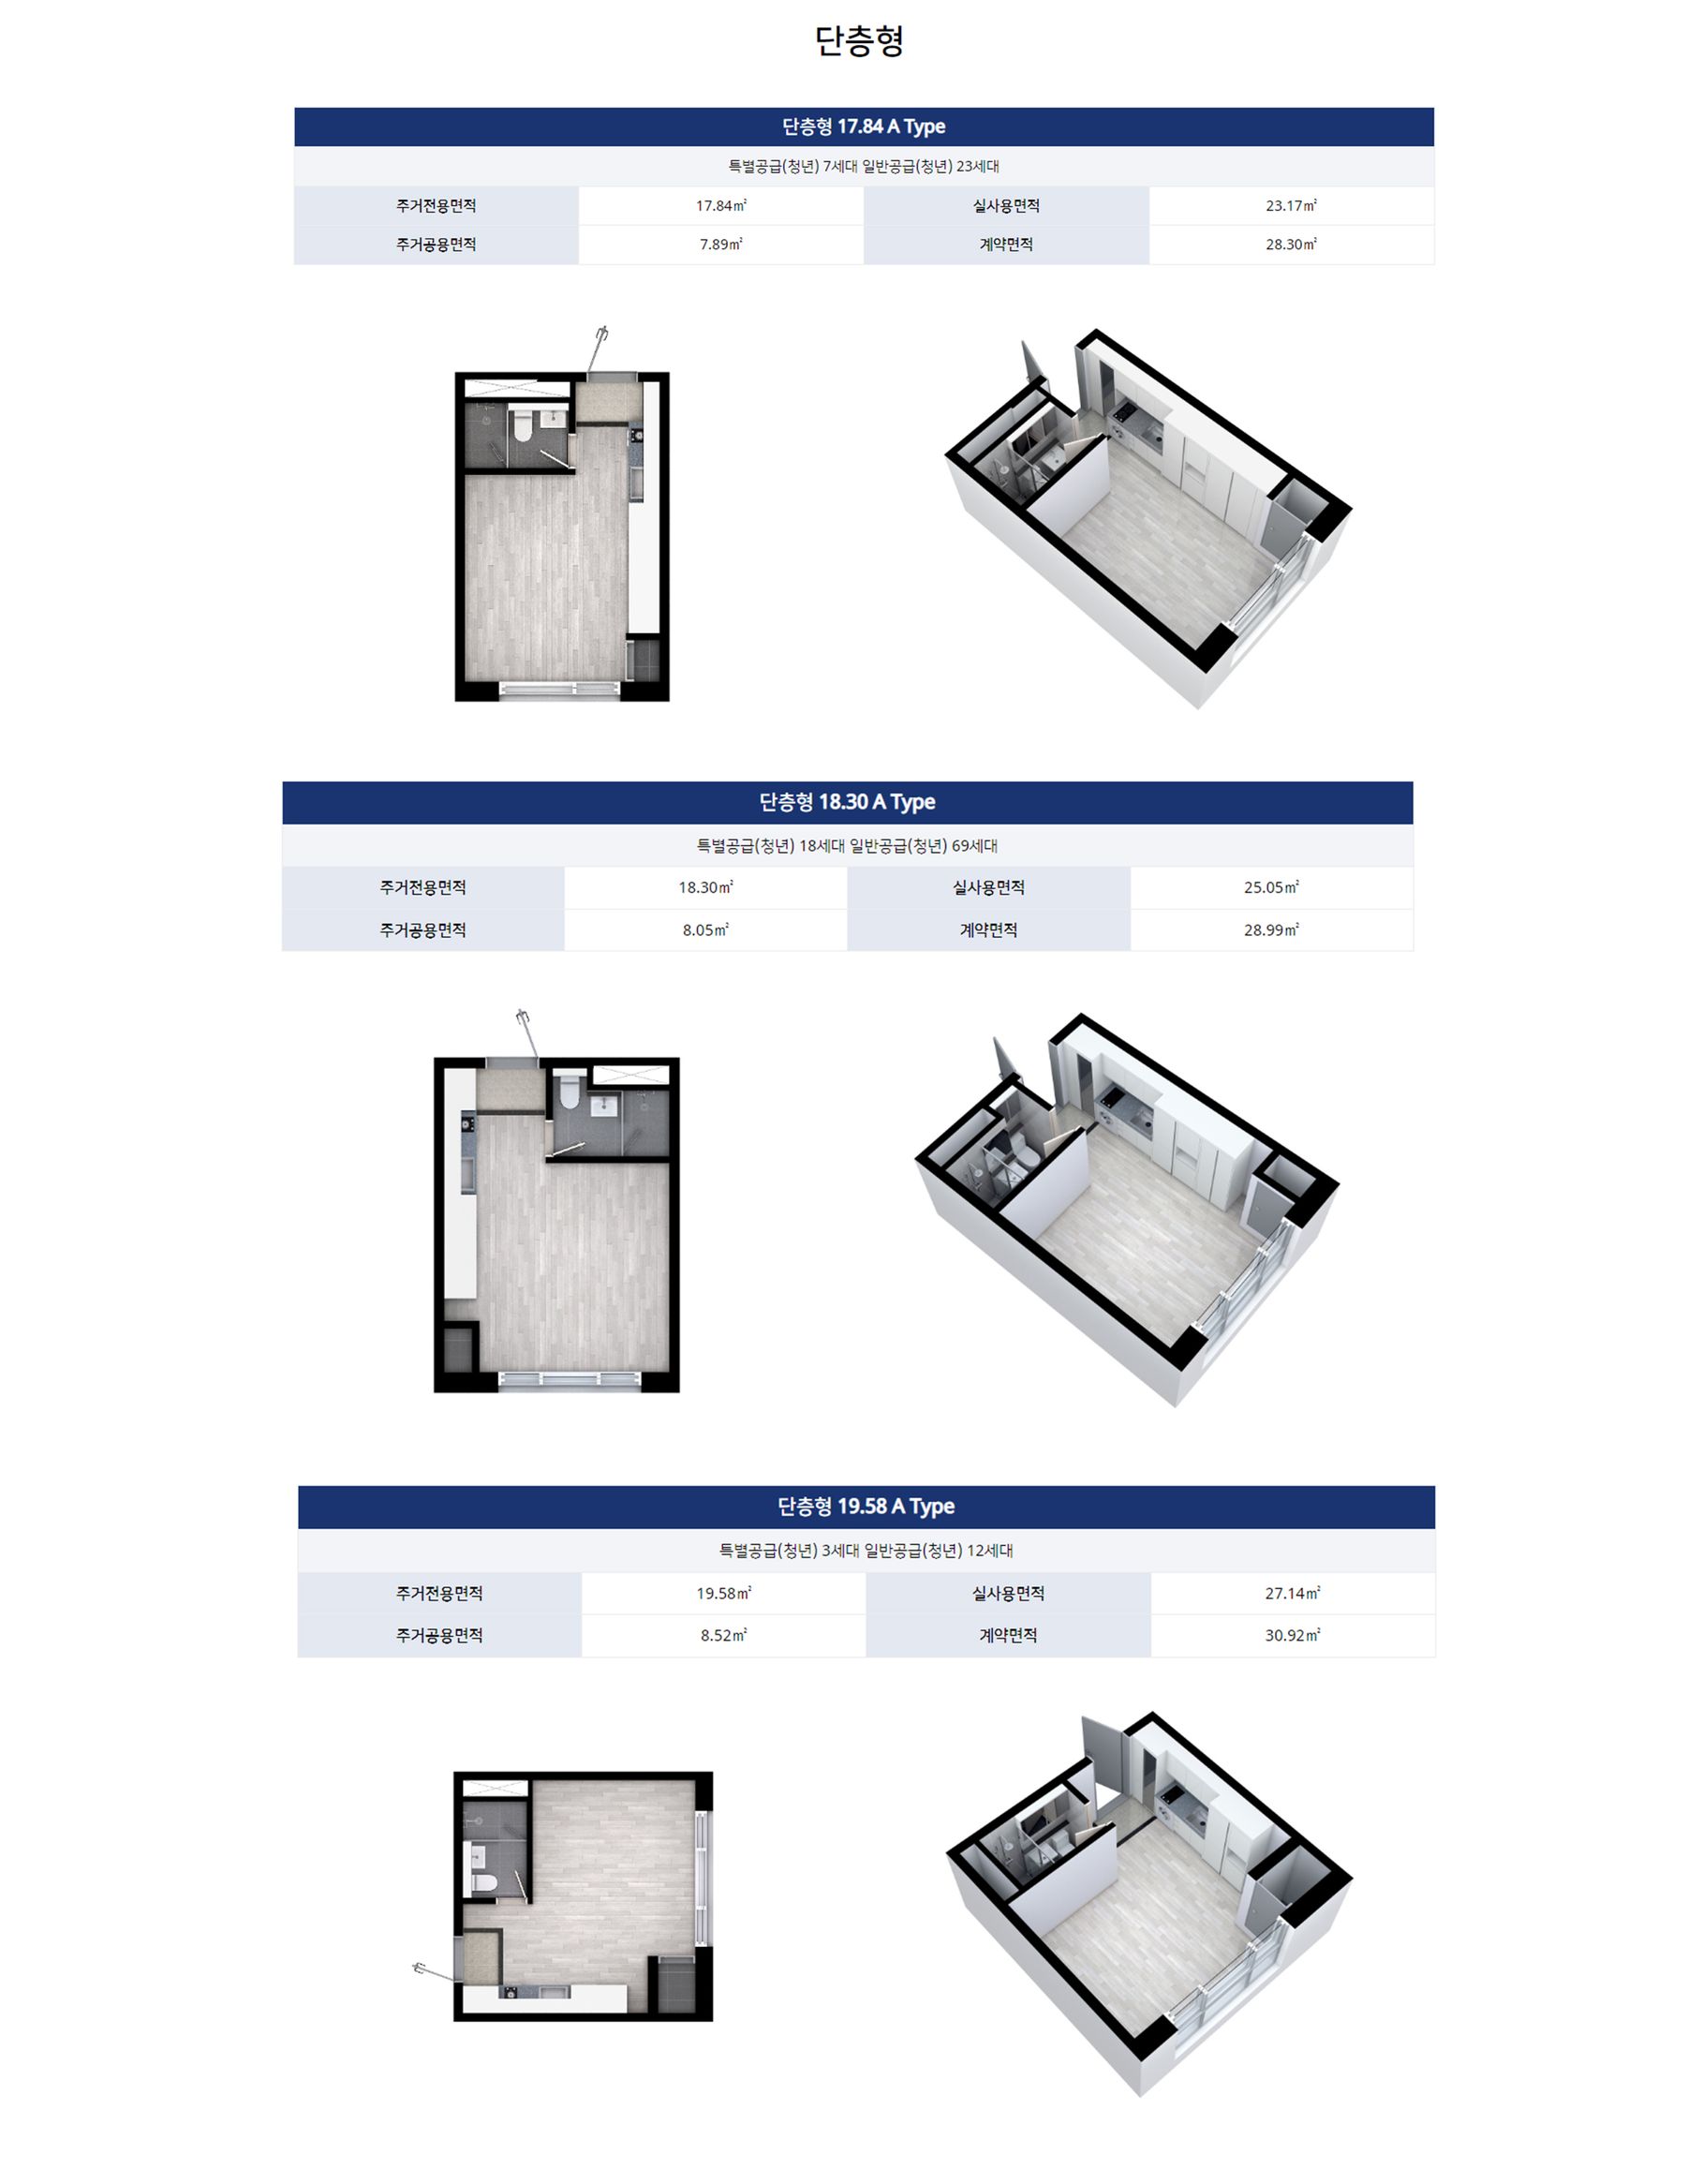 단층형
단층형 17.84 A Type
특별공급(청년) 7세대 일반공급(청년) 23세대
주거전용면적 17.84㎡ 실사용면적 23.17㎡
주거공용면적 7.89㎡ 계약면적 28.30㎡
단층형 18.30 A Type
특별공급(청년) 18세대 일반공급(청년) 69세대
주거전용면적 18.30㎡ 실사용면적 25.05㎡
주거공용면적 8.05㎡ 계약면적 28.99㎡
단층형 19.58 A Type
특별공급(청년) 3세대 일반공급(청년) 12세대
주거전용면적 19.58㎡ 실사용면적 27.14㎡
주거공용면적 8.52㎡ 계약면적 30.92㎡